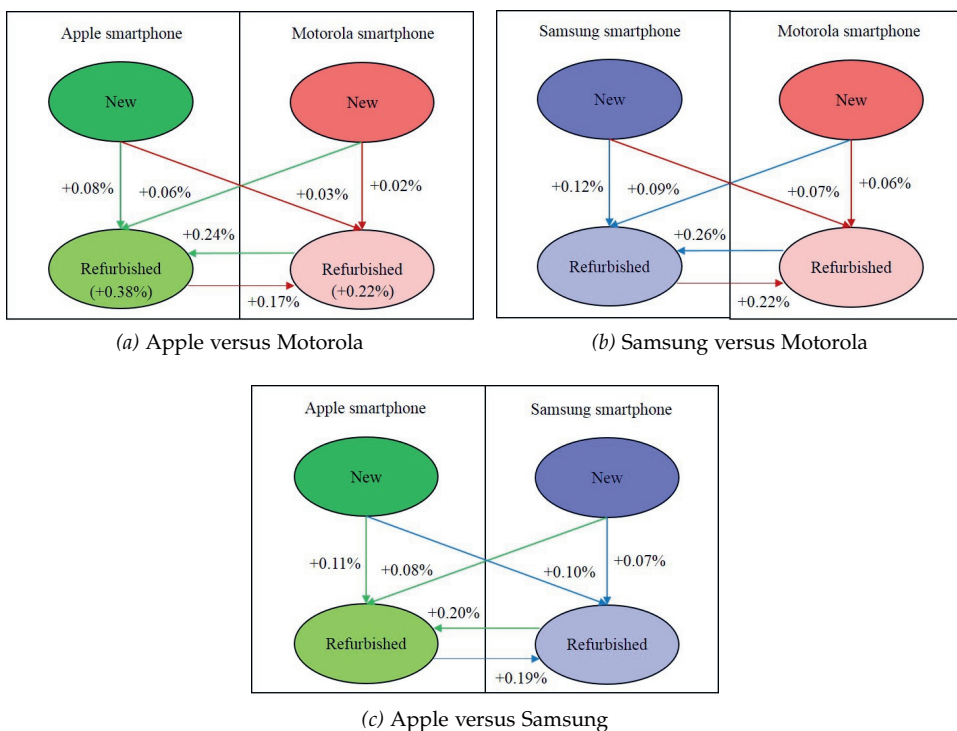 Apple smartphone Motorola smartphone
New New
+0.08% +0.06% +0.03% +0.02%
+0.24%
Refurbished Refurbished
(+0.38%) (+0.22%)
+0.17%
(a) Apple versus Motorola
Samsung smartphone Motorola smartphone
New New
+0.12% +0.09% +0.07% +0.06%
+0.26%
Refurbished Refurbished
+0.22%
(b) Samsung versus Motorola
Apple smartphone Samsung smartphone
New New
+0.11% +0.08% +0.10% +0.07%
+0.20%
Refurbished Refurbished
+0.19%
(c) Apple versus Samsung